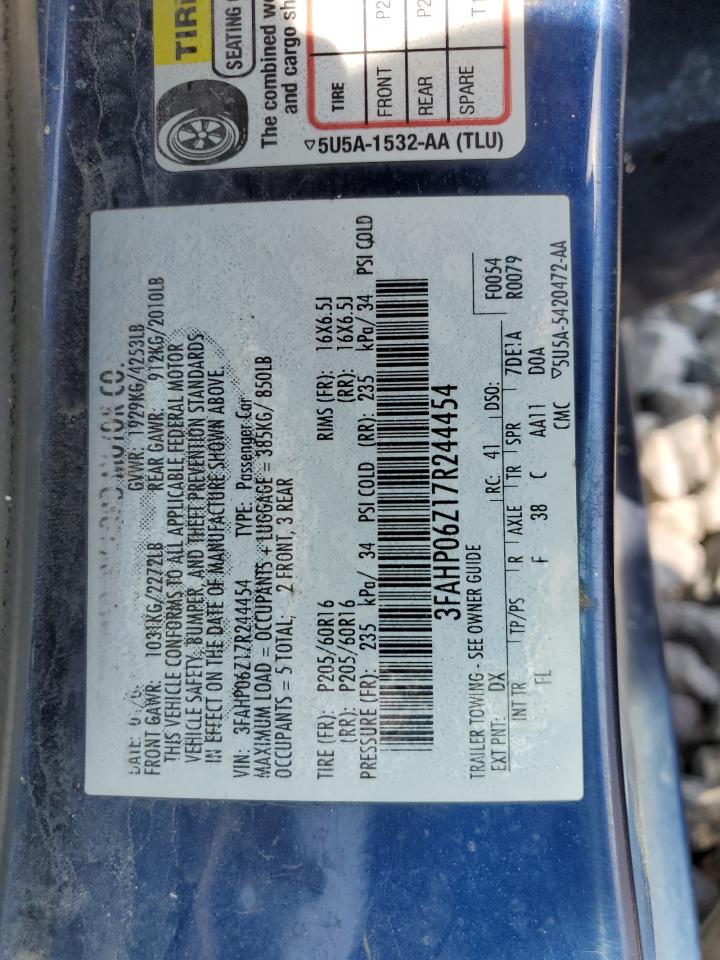 TIRE
SEATING
The combined we
and cargo sh
TIRE
FRONT P2
REAR P2
SPARE T1
▽5U5A-1532-AA (TLU)
MOTOR CO.
DATE: GVWR: 1929KG/4253LB
FRONT GAWR: 1031KG/2272LB REAR GAWR: 912KG/2010LB
THIS VEHICLE CONFORMS TO ALL APPLICABLE FEDERAL MOTOR
VEHICLE SAFETY, BUMPER, AND THEFT PREVENTION STANDARDS
IN EFFECT ON THE DATE OF MANUFACTURE SHOWN ABOVE.
VIN: 3FAHP06Z17R244454 TYPE: Passenger Car
MAXIMUM LOAD = OCCUPANTS + LUGGAGE = 385KG/ 850LB
OCCUPANTS = 5 TOTAL; 2 FRONT, 3 REAR
TIRE (FR): P205/60R16 RIMS (FR): 16X6.5J
(RR): P205/60R16 (RR): 16X6.5J
PRESSURE (FR): 235 kPa/ 34 PSI COLD (RR): 235 kPa/ 34 PSI COLD
3FAHP06Z17R244454
TRAILER TOWING - SEE OWNER GUIDE F0054
EXT PNT: DX RC: 41 DSO: R0079
INT TR TP/PS R AXLE TR SPR 7DE1A
FL F 38 C AA11 D0A
CMC ▽5U5A-5420472-AA